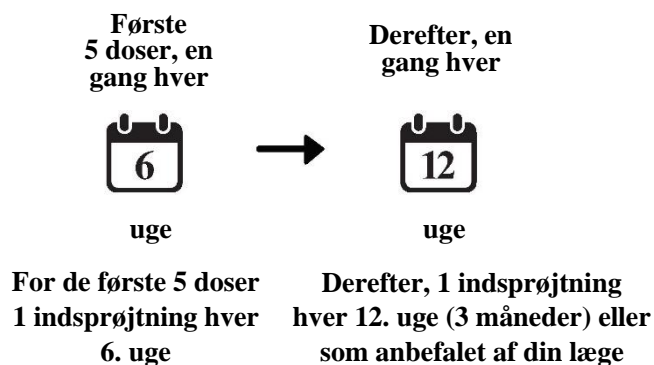 Første
5 doser, en
gang hver
6
uge
For de første 5 doser
1 indsprøjtning hver
6. uge
Derefter, en
gang hver
12
uge
Derefter, 1 indsprøjtning
hver 12. uge (3 måneder) eller
som anbefalet af din læge